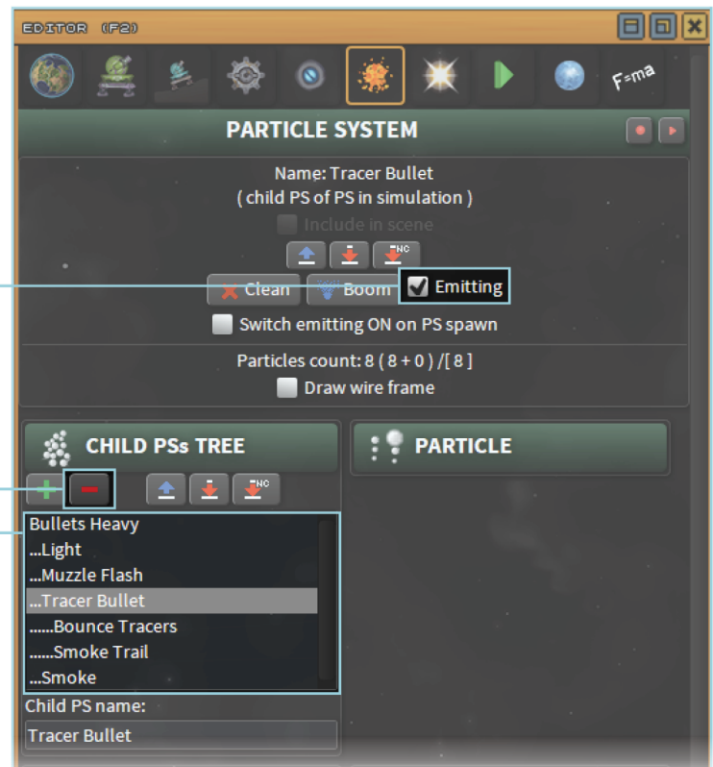 EDITOR (F2)
F=ma
PARTICLE SYSTEM
Name: Tracer Bullet
( child PS of PS in simulation )
Include in scene
NC
Clean
Boom
Emitting
Switch emitting ON on PS spawn
Particles count: 8 ( 8 + 0 ) /[ 8 ]
Draw wire frame
CHILD PSs TREE
PARTICLE
NC
Bullets Heavy
...Light
...Muzzle Flash
...Tracer Bullet
......Bounce Tracers
......Smoke Trail
...Smoke
Child PS name:
Tracer Bullet